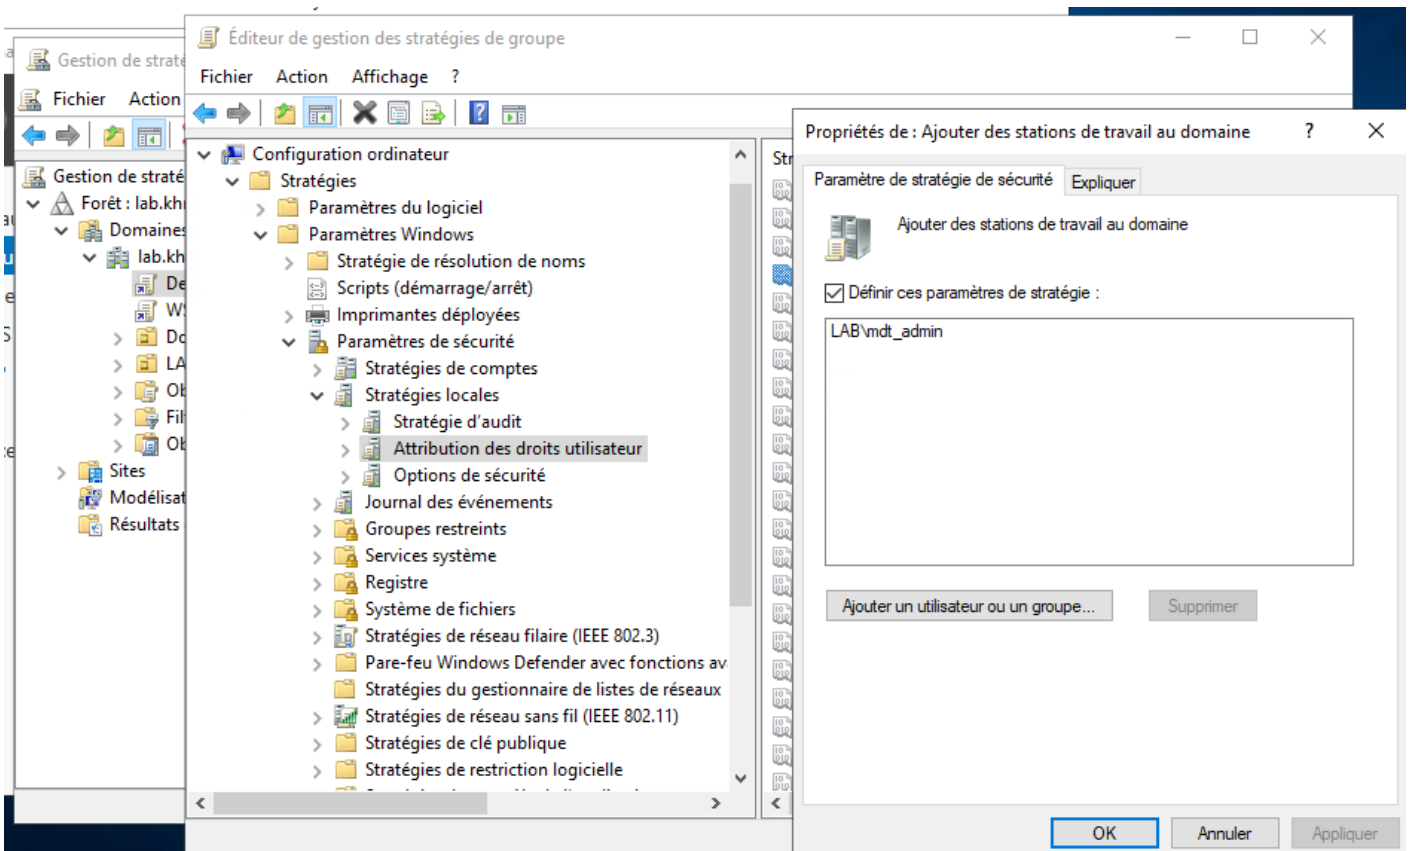 Éditeur de gestion des stratégies de groupe
Fichier Action Affichage ?
Gestion de straté
Fichier Action
Gestion de straté
Forêt : lab.kh
Domaines
lab.kh
De
WS
Do
LA
Ob
Fil
Ob
Sites
Modélisat
Résultats
Configuration ordinateur
Stratégies
Paramètres du logiciel
Paramètres Windows
Stratégie de résolution de noms
Scripts (démarrage/arrêt)
Imprimantes déployées
Paramètres de sécurité
Stratégies de comptes
Stratégies locales
Stratégie d'audit
Attribution des droits utilisateur
Options de sécurité
Journal des événements
Groupes restreints
Services système
Registre
Système de fichiers
Stratégies de réseau filaire (IEEE 802.3)
Pare-feu Windows Defender avec fonctions av
Stratégies du gestionnaire de listes de réseaux
Stratégies de réseau sans fil (IEEE 802.11)
Stratégies de clé publique
Stratégies de restriction logicielle
Str
Propriétés de : Ajouter des stations de travail au domaine ?
Paramètre de stratégie de sécurité Expliquer
Ajouter des stations de travail au domaine
Définir ces paramètres de stratégie :
LAB\mdt_admin
Ajouter un utilisateur ou un groupe... Supprimer
OK Annuler Appliquer